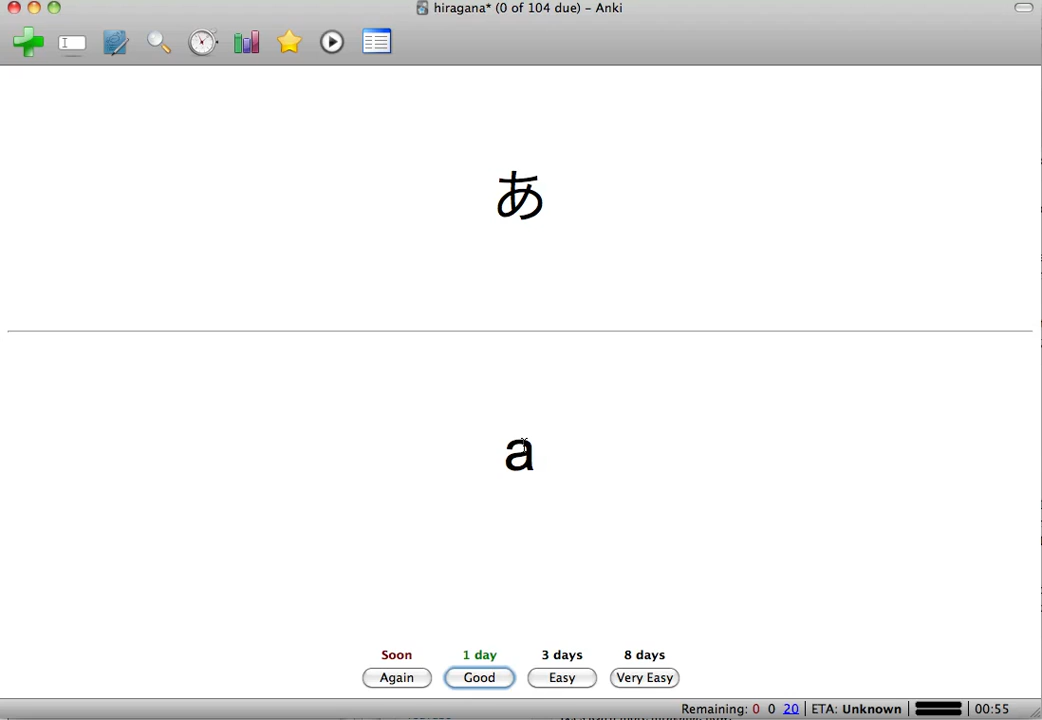 hiragana* (0 of 104 due) – Anki
あ
a
Soon 1 day 3 days 8 days
Again Good Easy Very Easy
Remaining: 0 0 20 | ETA: Unknown | 00:55